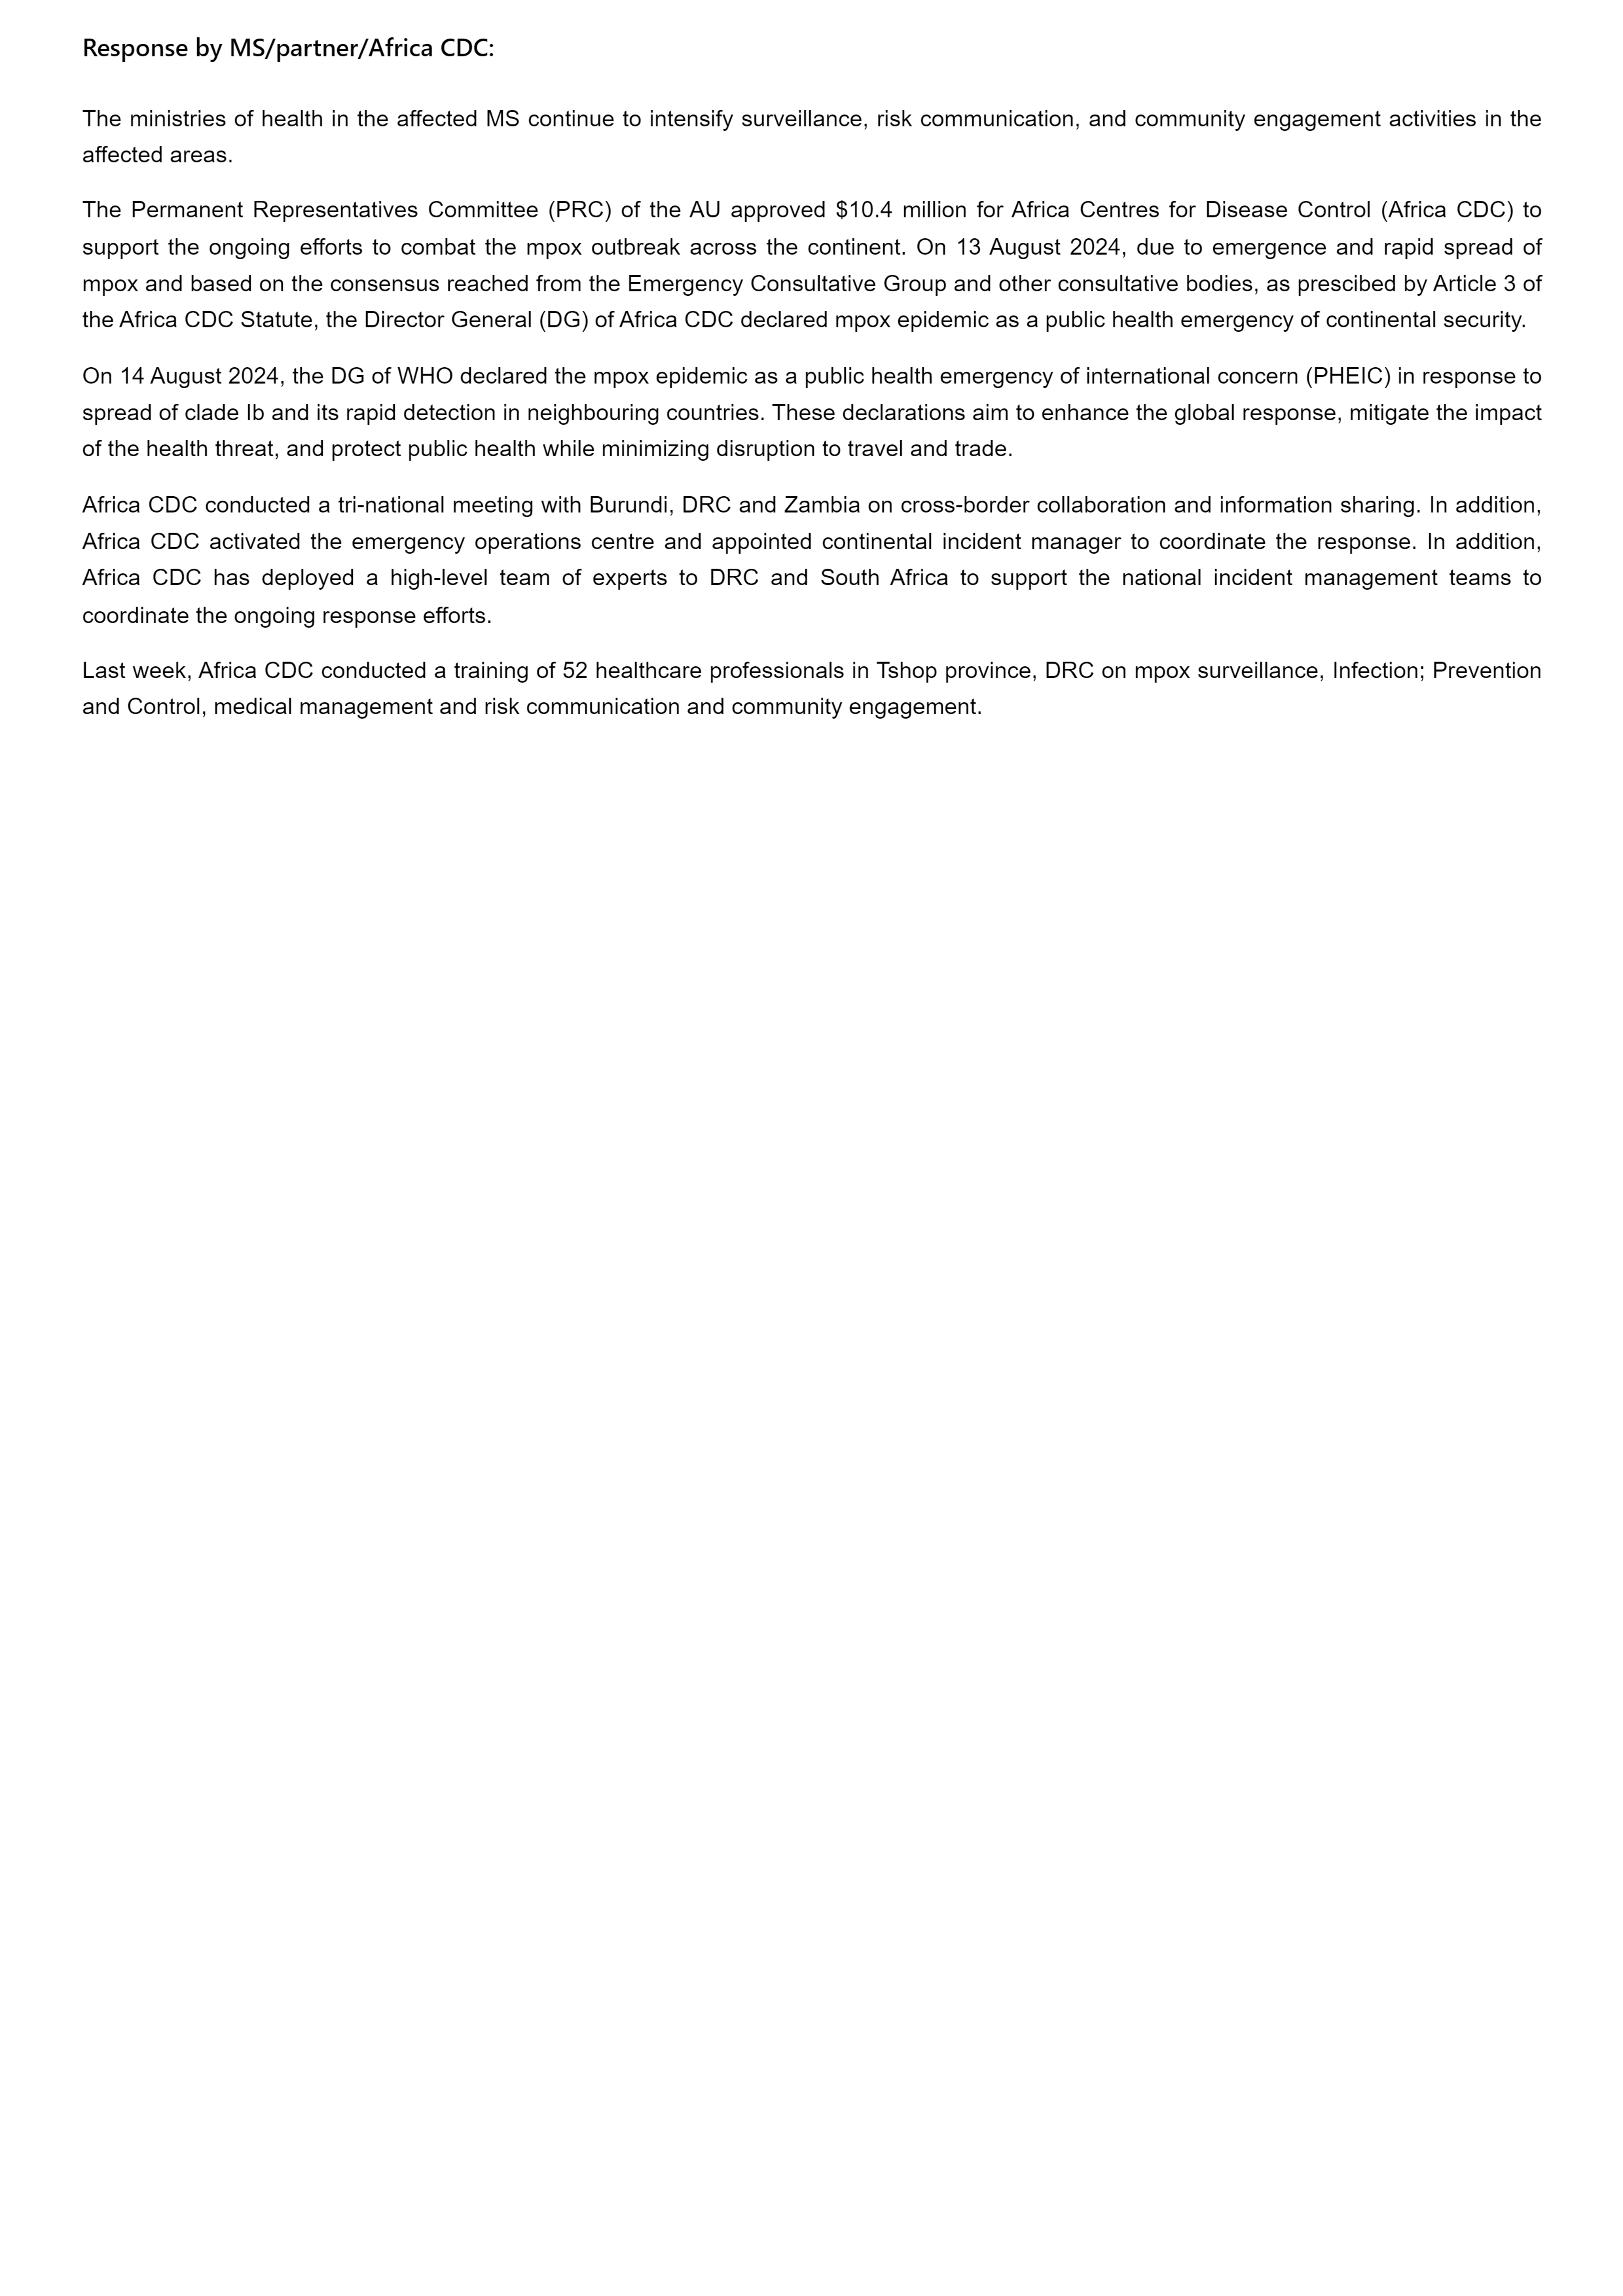 Response by MS/partner/Africa CDC:
The ministries of health in the affected MS continue to intensify surveillance, risk communication, and community engagement activities in the
affected areas.
The Permanent Representatives Committee (PRC) of the AU approved $10.4 million for Africa Centres for Disease Control (Africa CDC) to
support the ongoing efforts to combat the mpox outbreak across the continent. On 13 August 2024, due to emergence and rapid spread of
mpox and based on the consensus reached from the Emergency Consultative Group and other consultative bodies, as prescibed by Article 3 of
the Africa CDC Statute, the Director General (DG) of Africa CDC declared mpox epidemic as a public health emergency of continental security.
On 14 August 2024, the DG of WHO declared the mpox epidemic as a public health emergency of international concern (PHEIC) in response to
spread of clade Ib and its rapid detection in neighbouring countries. These declarations aim to enhance the global response, mitigate the impact
of the health threat, and protect public health while minimizing disruption to travel and trade.
Africa CDC conducted a tri-national meeting with Burundi, DRC and Zambia on cross-border collaboration and information sharing. In addition,
Africa CDC activated the emergency operations centre and appointed continental incident manager to coordinate the response. In addition,
Africa CDC has deployed a high-level team of experts to DRC and South Africa to support the national incident management teams to
coordinate the ongoing response efforts.
Last week, Africa CDC conducted a training of 52 healthcare professionals in Tshop province, DRC on mpox surveillance, Infection; Prevention
and Control, medical management and risk communication and community engagement.